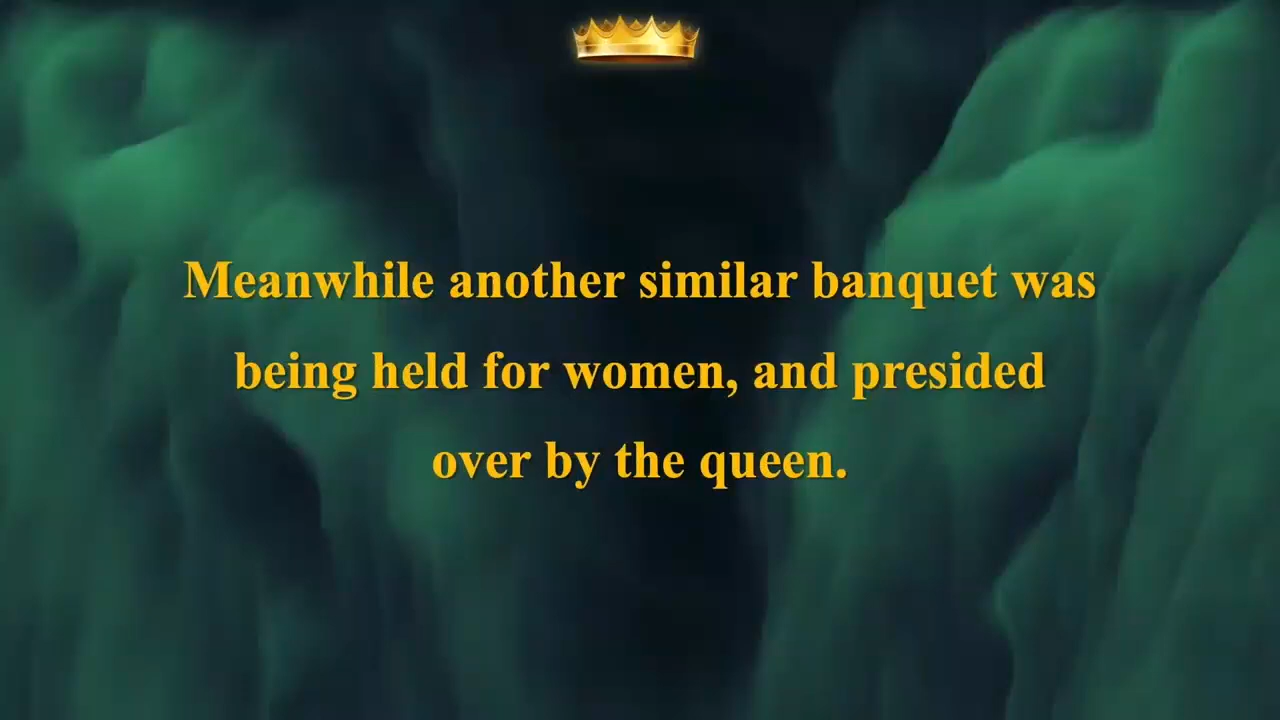 Meanwhile another similar banquet was
being held for women, and presided
over by the queen.